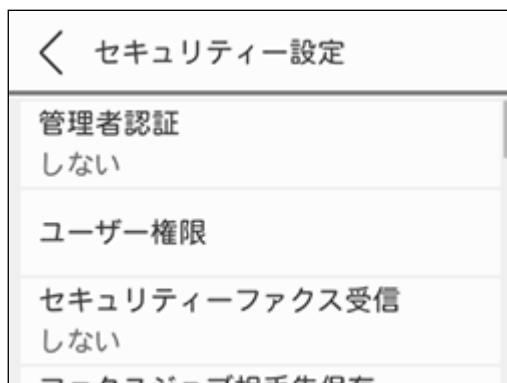 セキュリティー設定
管理者認証
しない
ユーザー権限
セキュリティーファクス受信
しない